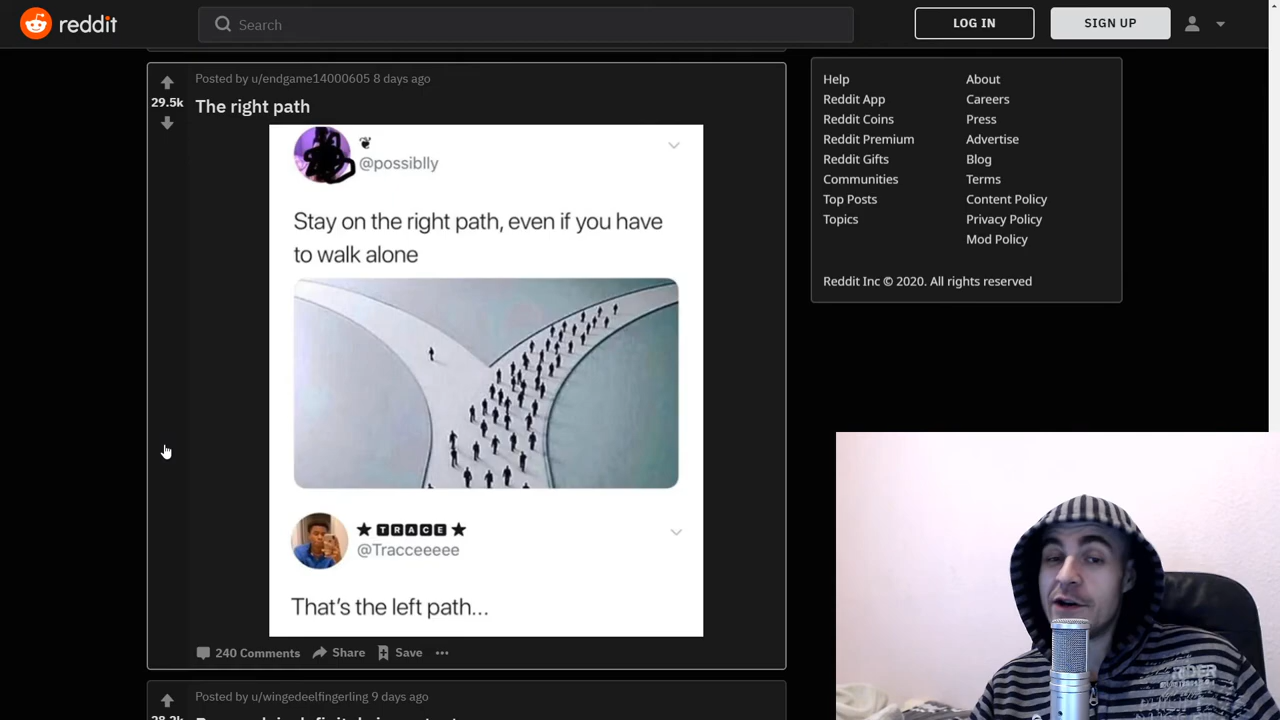 reddit
Search
LOG IN
SIGN UP
Posted by u/endgame14000605 8 days ago
29.5k
The right path
@possiblly
Stay on the right path, even if you have
to walk alone
★ TRACE ★
@Tracceeeee
That's the left path...
240 Comments
Share
Save
Posted by u/wingedeelfingerling 9 days ago
Help
About
Reddit App
Careers
Reddit Coins
Press
Reddit Premium
Advertise
Reddit Gifts
Blog
Communities
Terms
Top Posts
Content Policy
Topics
Privacy Policy
Mod Policy
Reddit Inc © 2020. All rights reserved
RIDER